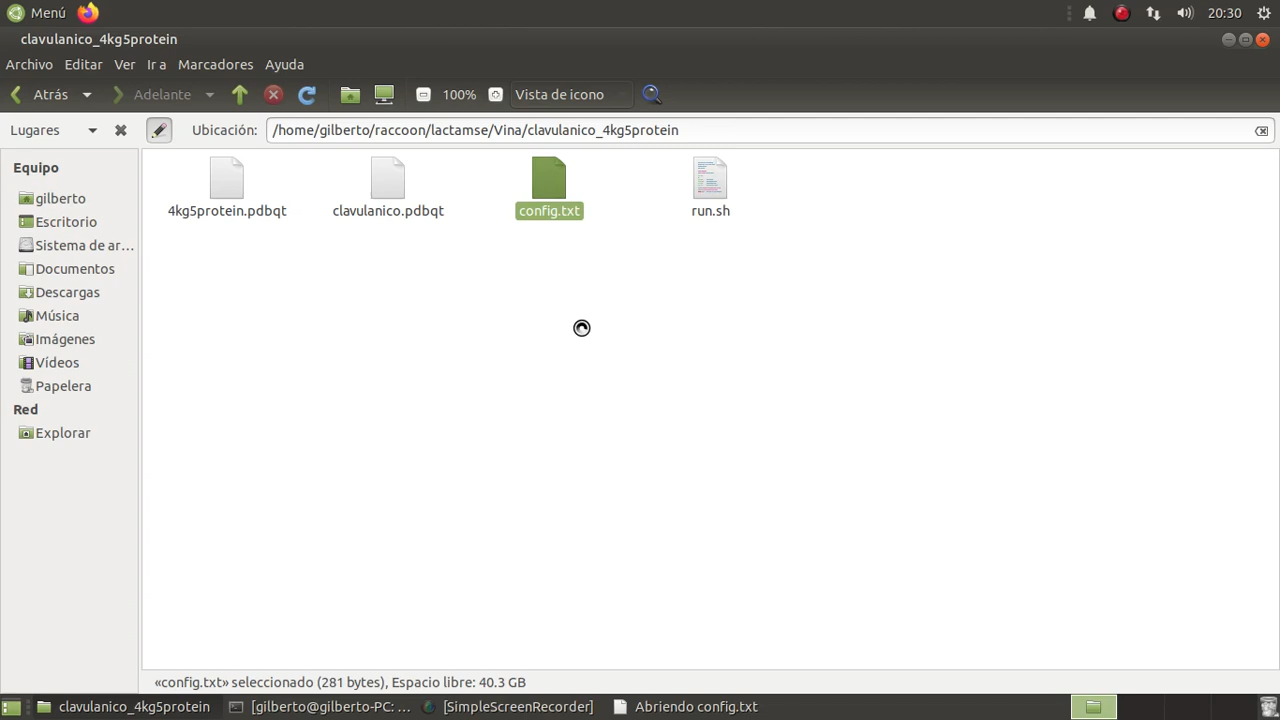 Menú 20:30
clavulanico_4kg5protein
Archivo Editar Ver Ir a Marcadores Ayuda
Atrás Adelante 100% Vista de icono
Lugares Ubicación: /home/gilberto/raccoon/lactamse/Vina/clavulanico_4kg5protein
Equipo
gilberto
Escritorio
Sistema de ar...
Documentos
Descargas
Música
Imágenes
Vídeos
Papelera
Red
Explorar
4kg5protein.pdbqt clavulanico.pdbqt config.txt run.sh
«config.txt» seleccionado (281 bytes), Espacio libre: 40.3 GB
clavulanico_4kg5protein [gilberto@gilberto-PC: ... [SimpleScreenRecorder] Abriendo config.txt